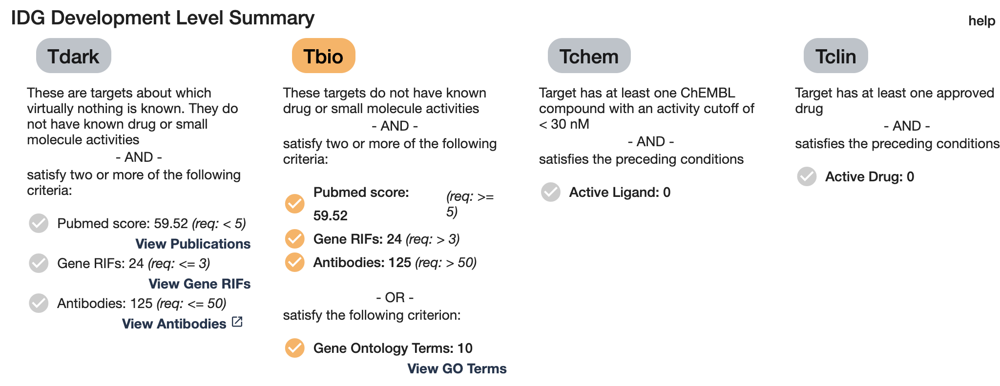 IDG Development Level Summary
help
Tdark
These are targets about which
virtually nothing is known. They do
not have known drug or small
molecule activities
- AND -
satisfy two or more of the following
criteria:
Pubmed score: 59.52 (req: < 5)
View Publications
Gene RIFs: 24 (req: <= 3)
View Gene RIFs
Antibodies: 125 (req: <= 50)
View Antibodies
Tbio
These targets do not have known
drug or small molecule activities
- AND -
satisfy two or more of the following
criteria:
Pubmed score:
59.52
(req: >=
5)
Gene RIFs: 24 (req: > 3)
Antibodies: 125 (req: > 50)
- OR -
satisfy the following criterion:
Gene Ontology Terms: 10
View GO Terms
Tchem
Target has at least one ChEMBL
compound with an activity cutoff of
< 30 nM
- AND -
satisfies the preceding conditions
Active Ligand: 0
Tclin
Target has at least one approved
drug
- AND -
satisfies the preceding conditions
Active Drug: 0